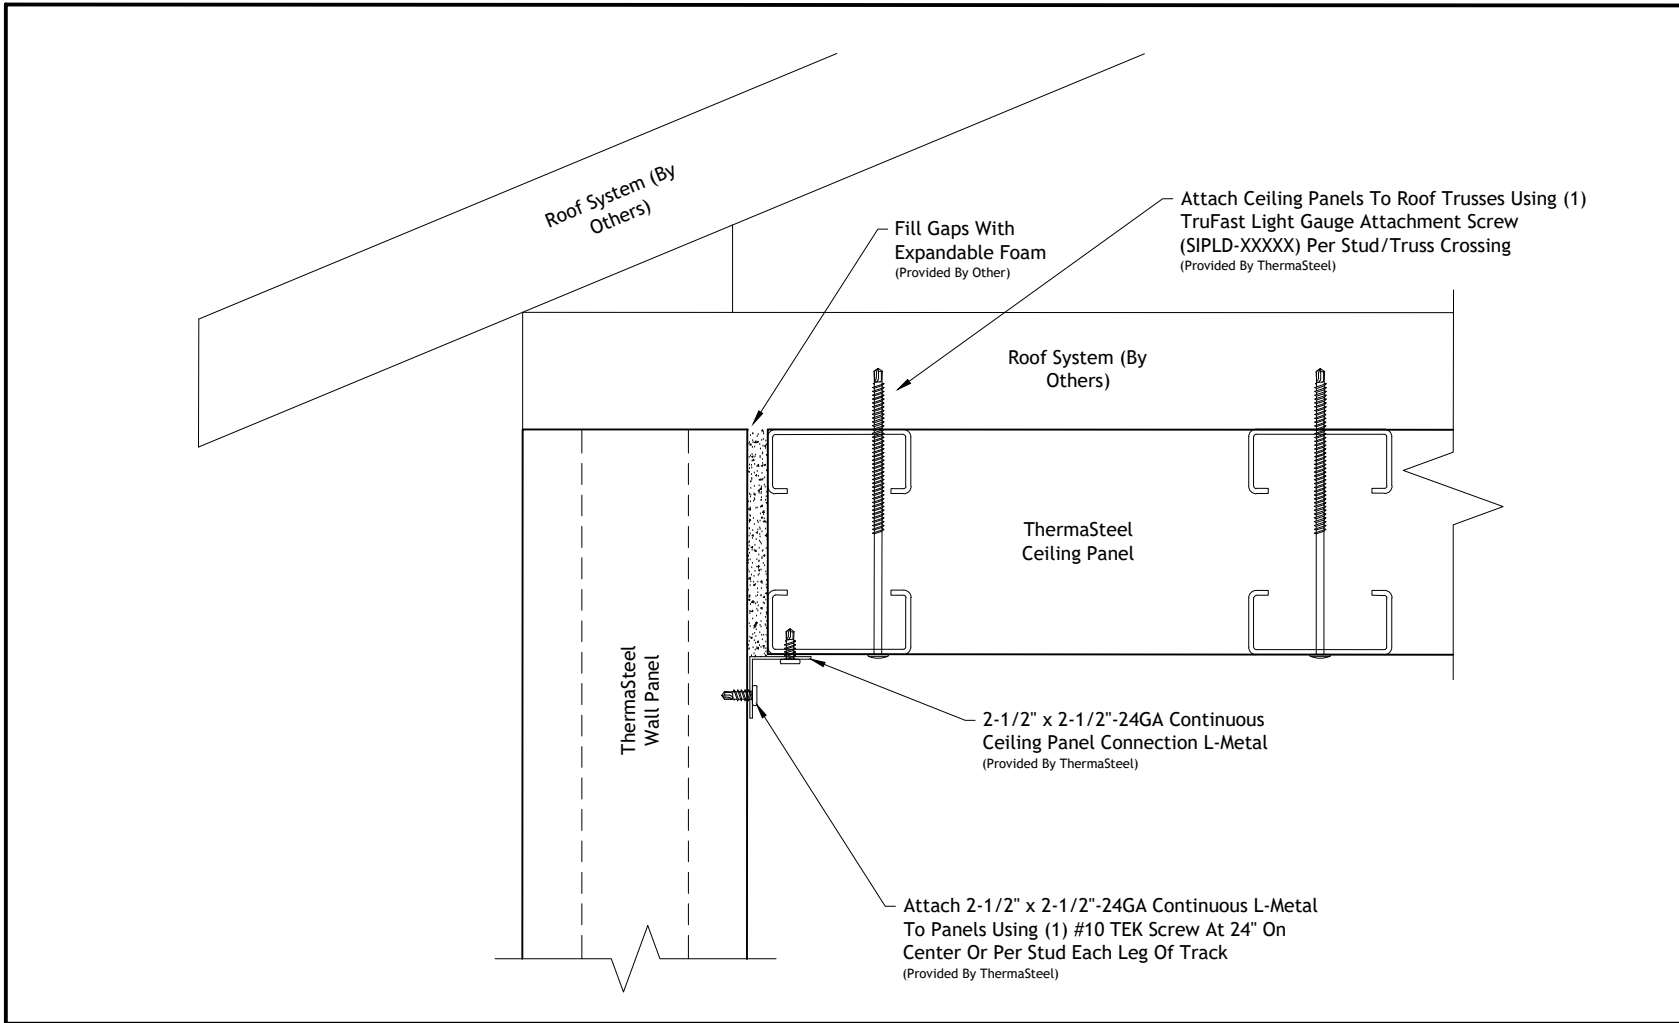 Roof System (By
Others)
Fill Gaps With
Expandable Foam
(Provided By Other)
Attach Ceiling Panels To Roof Trusses Using (1)
TruFast Light Gauge Attachment Screw
(SIPLD-XXXXX) Per Stud/Truss Crossing
(Provided By ThermaSteel)
Roof System (By
Others)
ThermaSteel
Ceiling Panel
ThermaSteel
Wall Panel
2-1/2" x 2-1/2"-24GA Continuous
Ceiling Panel Connection L-Metal
(Provided By ThermaSteel)
Attach 2-1/2" x 2-1/2"-24GA Continuous L-Metal
To Panels Using (1) #10 TEK Screw At 24" On
Center Or Per Stud Each Leg Of Track
(Provided By ThermaSteel)